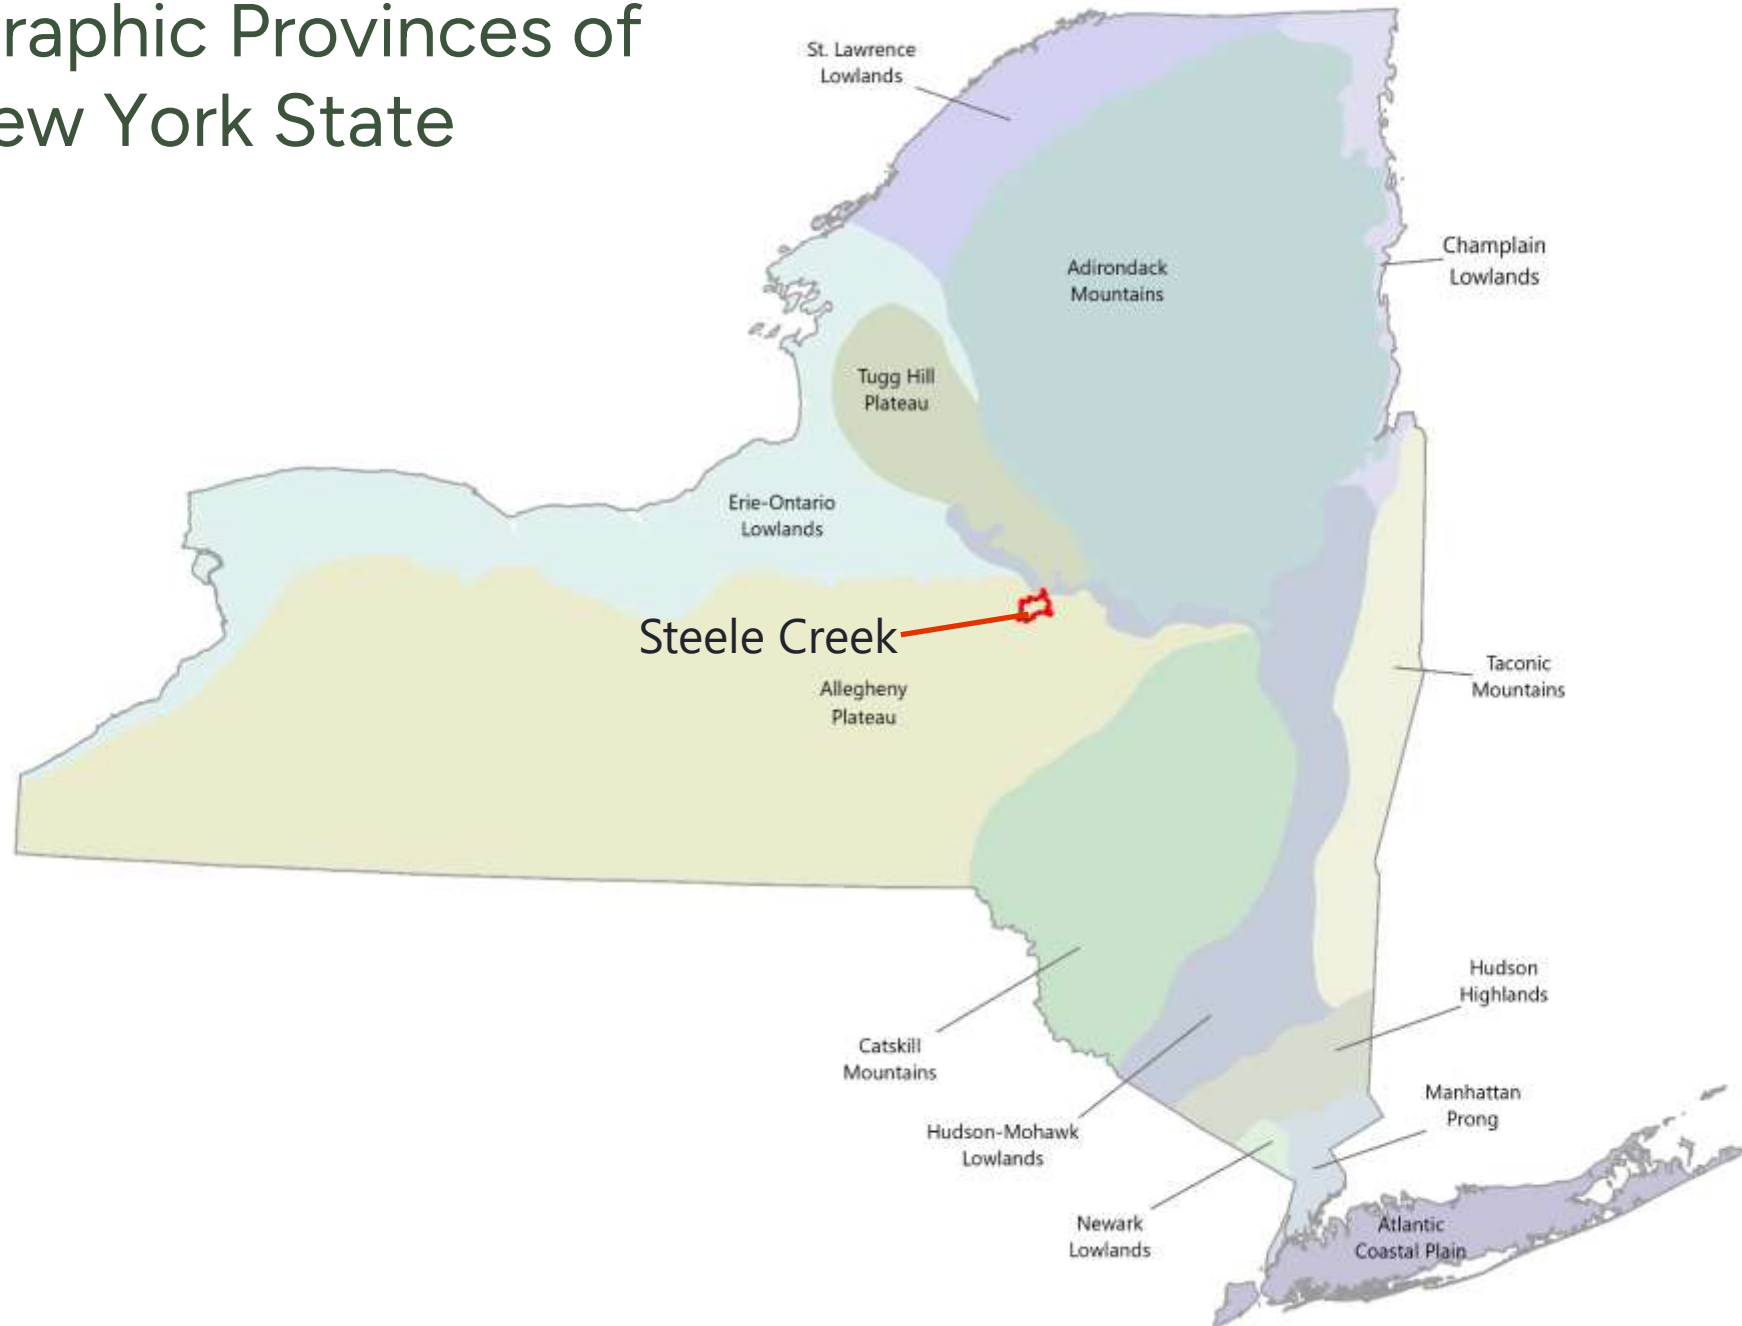 raphic Provinces of
ew York State
St. Lawrence
Lowlands
Adirondack
Mountains
Champlain
Lowlands
Tugg Hill
Plateau
Erie-Ontario
Lowlands
Steele Creek
Allegheny
Plateau
Taconic
Mountains
Hudson
Highlands
Catskill
Mountains
Manhattan
Prong
Hudson-Mohawk
Lowlands
Newark
Lowlands
Atlantic
Coastal Plain